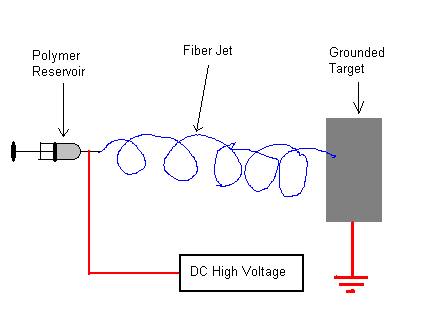 Polymer
Reservoir
Fiber Jet
Grounded
Target
DC High Voltage